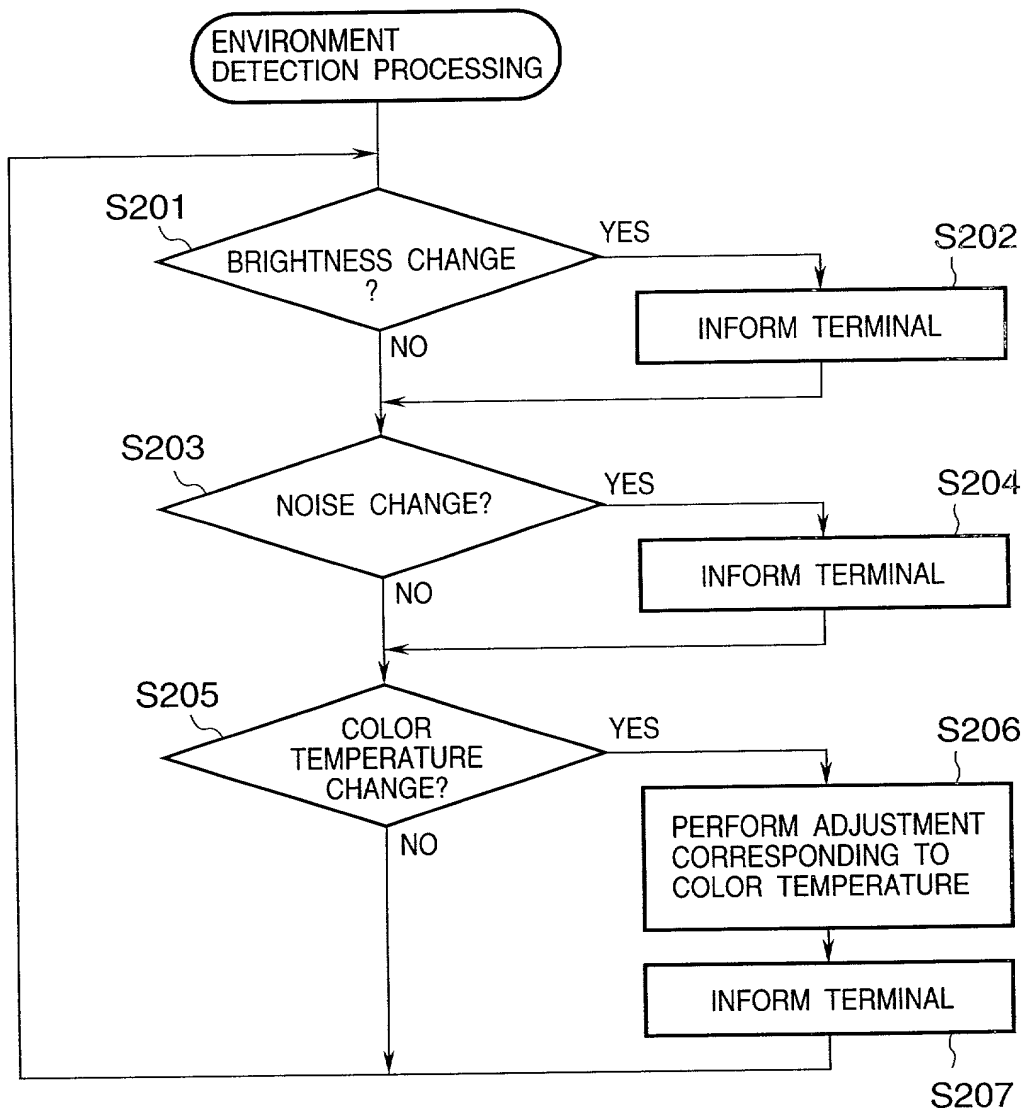 ENVIRONMENT
DETECTION PROCESSING
S201
BRIGHTNESS CHANGE
?
YES
NO
S202
INFORM TERMINAL
S203
NOISE CHANGE?
YES
NO
S204
INFORM TERMINAL
S205
COLOR
TEMPERATURE
CHANGE?
YES
NO
S206
PERFORM ADJUSTMENT
CORRESPONDING TO
COLOR TEMPERATURE
INFORM TERMINAL
S207